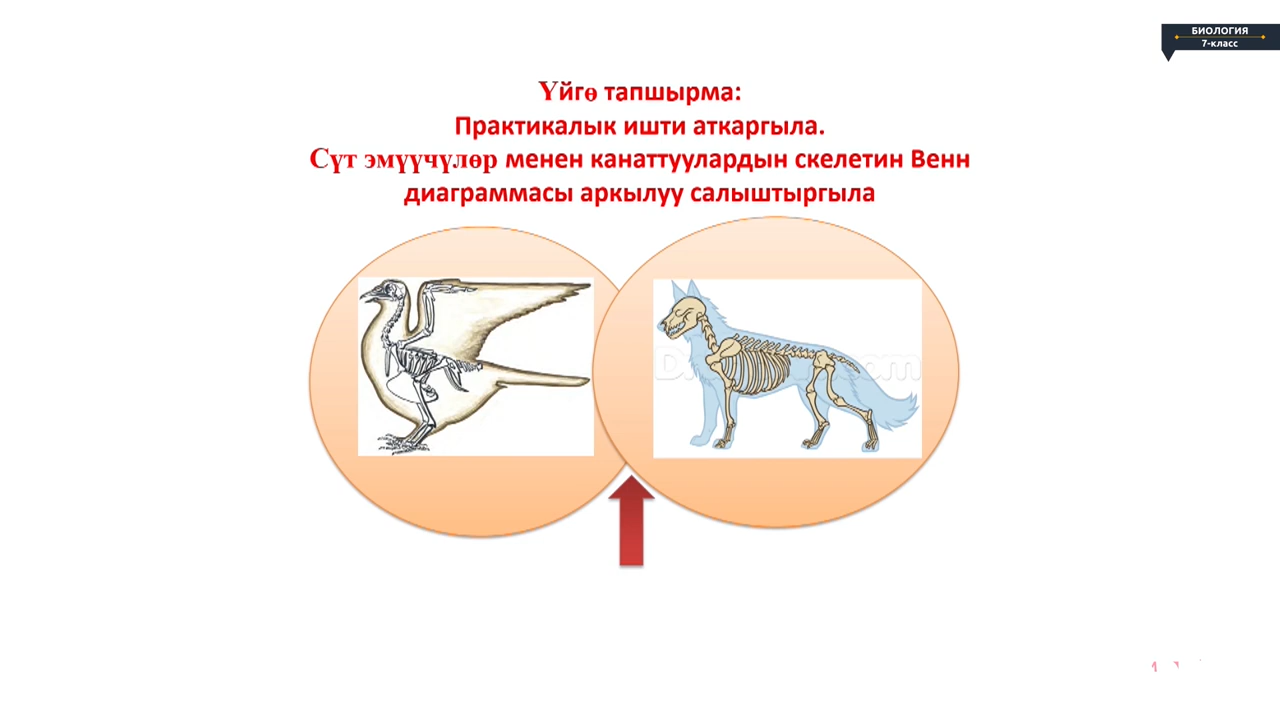 БИОЛОГИЯ
7-класс
Үйгө тапшырма:
Практикалык ишти аткаргыла.
Сүт эмүүчүлөр менен канаттуулардын скелетин Венн
диаграммасы аркылуу салыштыргыла